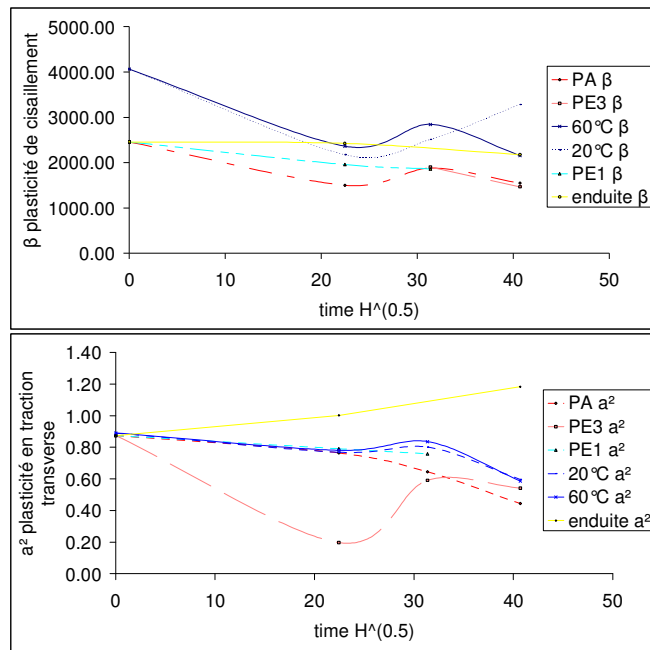 5000.00
4000.00
3000.00
2000.00
1000.00
0.00
0 10 20 30 40 50
time H^(0.5)
β plasticité de cisaillement
PA β
PE3 β
60°C β
20°C β
PE1 β
enduite β
1.40
1.20
1.00
0.80
0.60
0.40
0.20
0.00
0 10 20 30 40 50
time H^(0.5)
a² plasticité en traction
transverse
PA a²
PE3 a²
PE1 a²
20°C a²
60°C a²
enduite a²